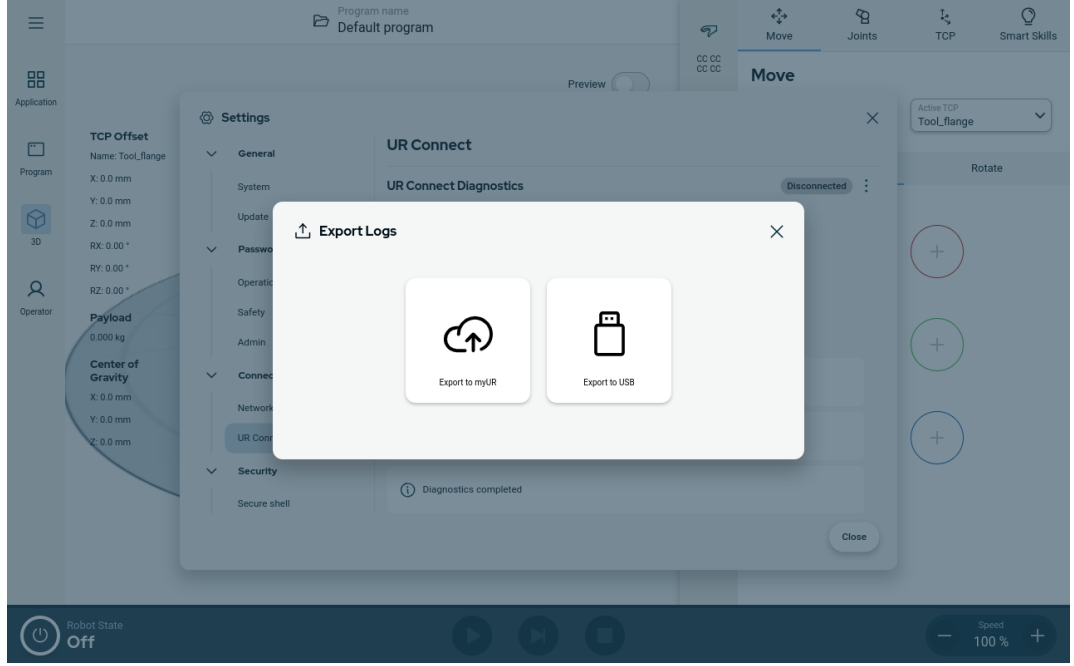 Program name
Default program
Application
Program
3D
Operator
Preview
CC CC
CC CC
Move
Joints
TCP
Smart Skills
Move
Active TCP
Tool_flange
Rotate
TCP Offset
Name: Tool_flange
X: 0.0 mm
Y: 0.0 mm
Z: 0.0 mm
RX: 0.00 °
RY: 0.00 °
RZ: 0.00 °
Payload
0.000 kg
Center of
Gravity
X: 0.0 mm
Y: 0.0 mm
Z: 0.0 mm
Settings
General
System
Update
Passwo
Operatic
Safety
Admin
Connec
Network
UR Conr
Security
Secure shell
UR Connect
UR Connect Diagnostics
Disconnected
Export Logs
Export to myUR
Export to USB
Diagnostics completed
Close
Robot State
Off
Speed
100 %